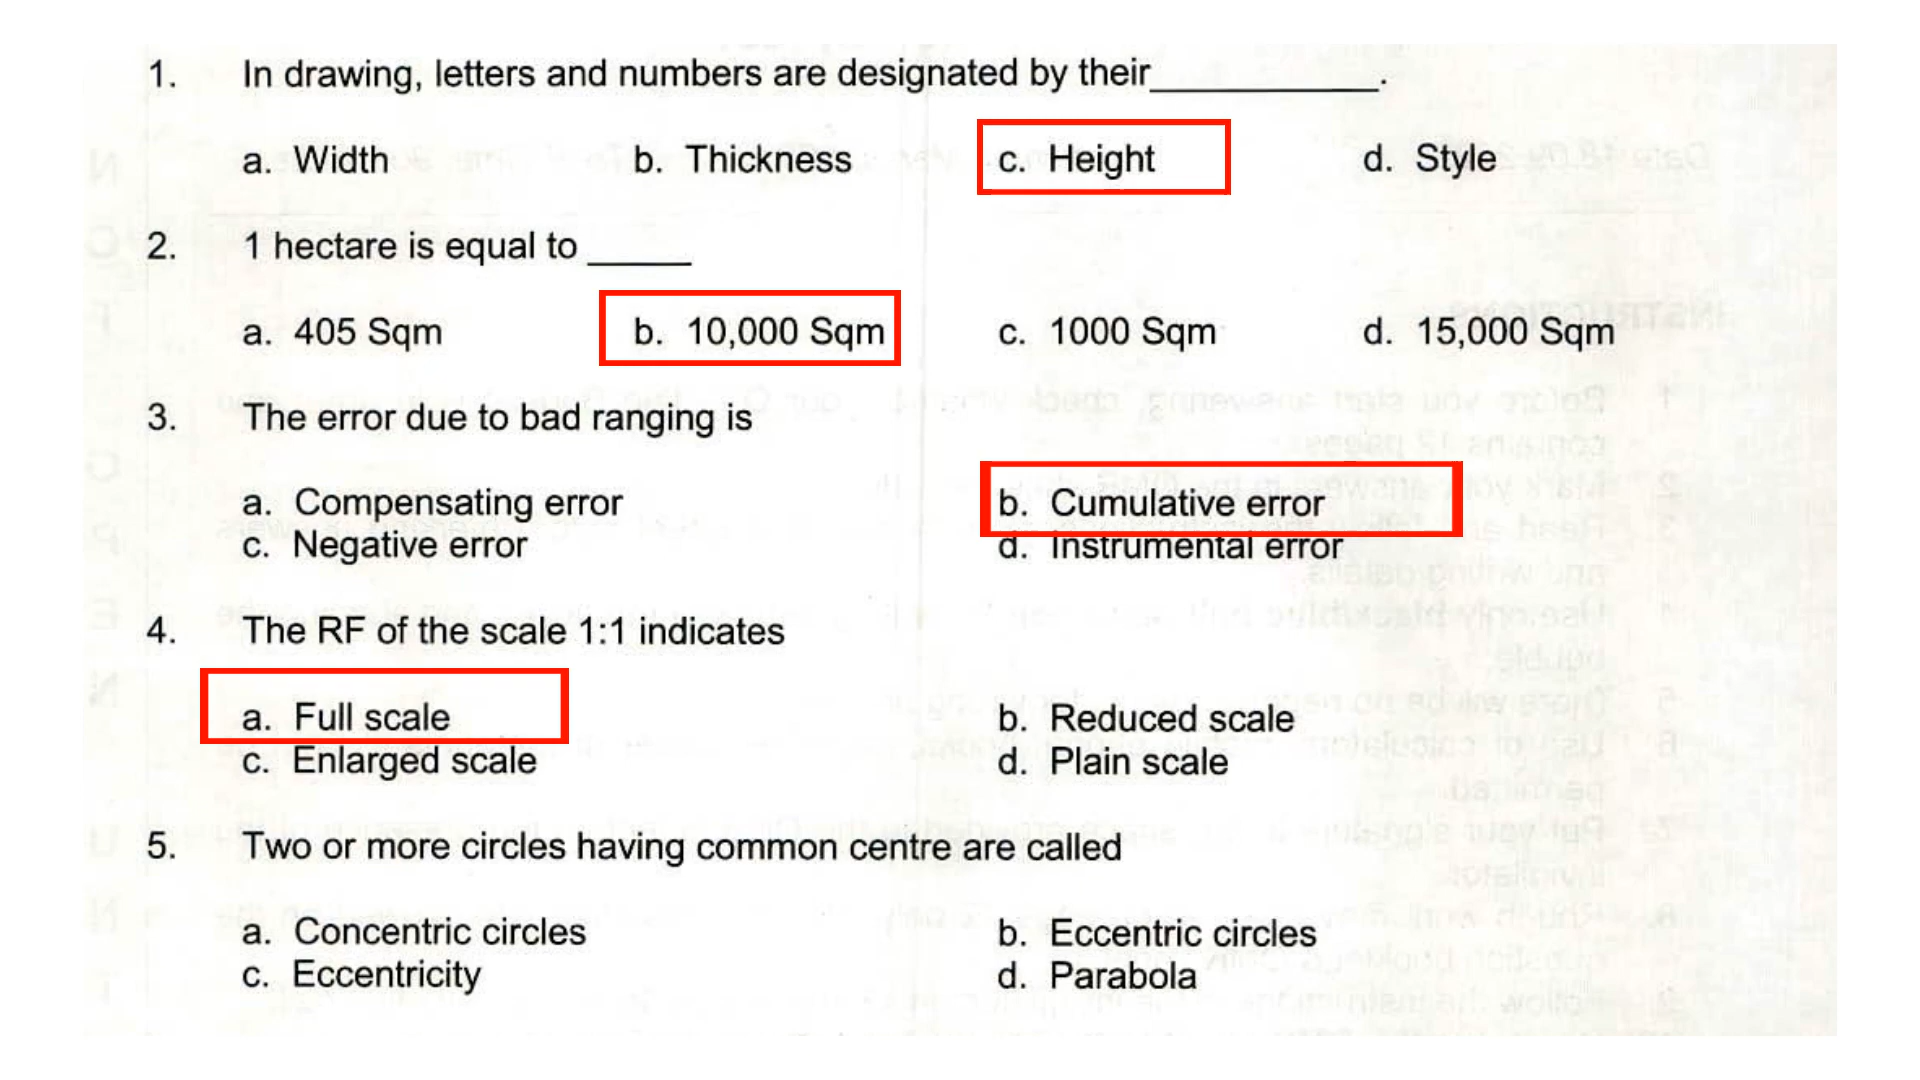 1. In drawing, letters and numbers are designated by their___________.
a. Width b. Thickness c. Height d. Style
2. 1 hectare is equal to _____
a. 405 Sqm b. 10,000 Sqm c. 1000 Sqm d. 15,000 Sqm
3. The error due to bad ranging is
a. Compensating error b. Cumulative error
c. Negative error d. Instrumental error
4. The RF of the scale 1:1 indicates
a. Full scale b. Reduced scale
c. Enlarged scale d. Plain scale
5. Two or more circles having common centre are called
a. Concentric circles b. Eccentric circles
c. Eccentricity d. Parabola